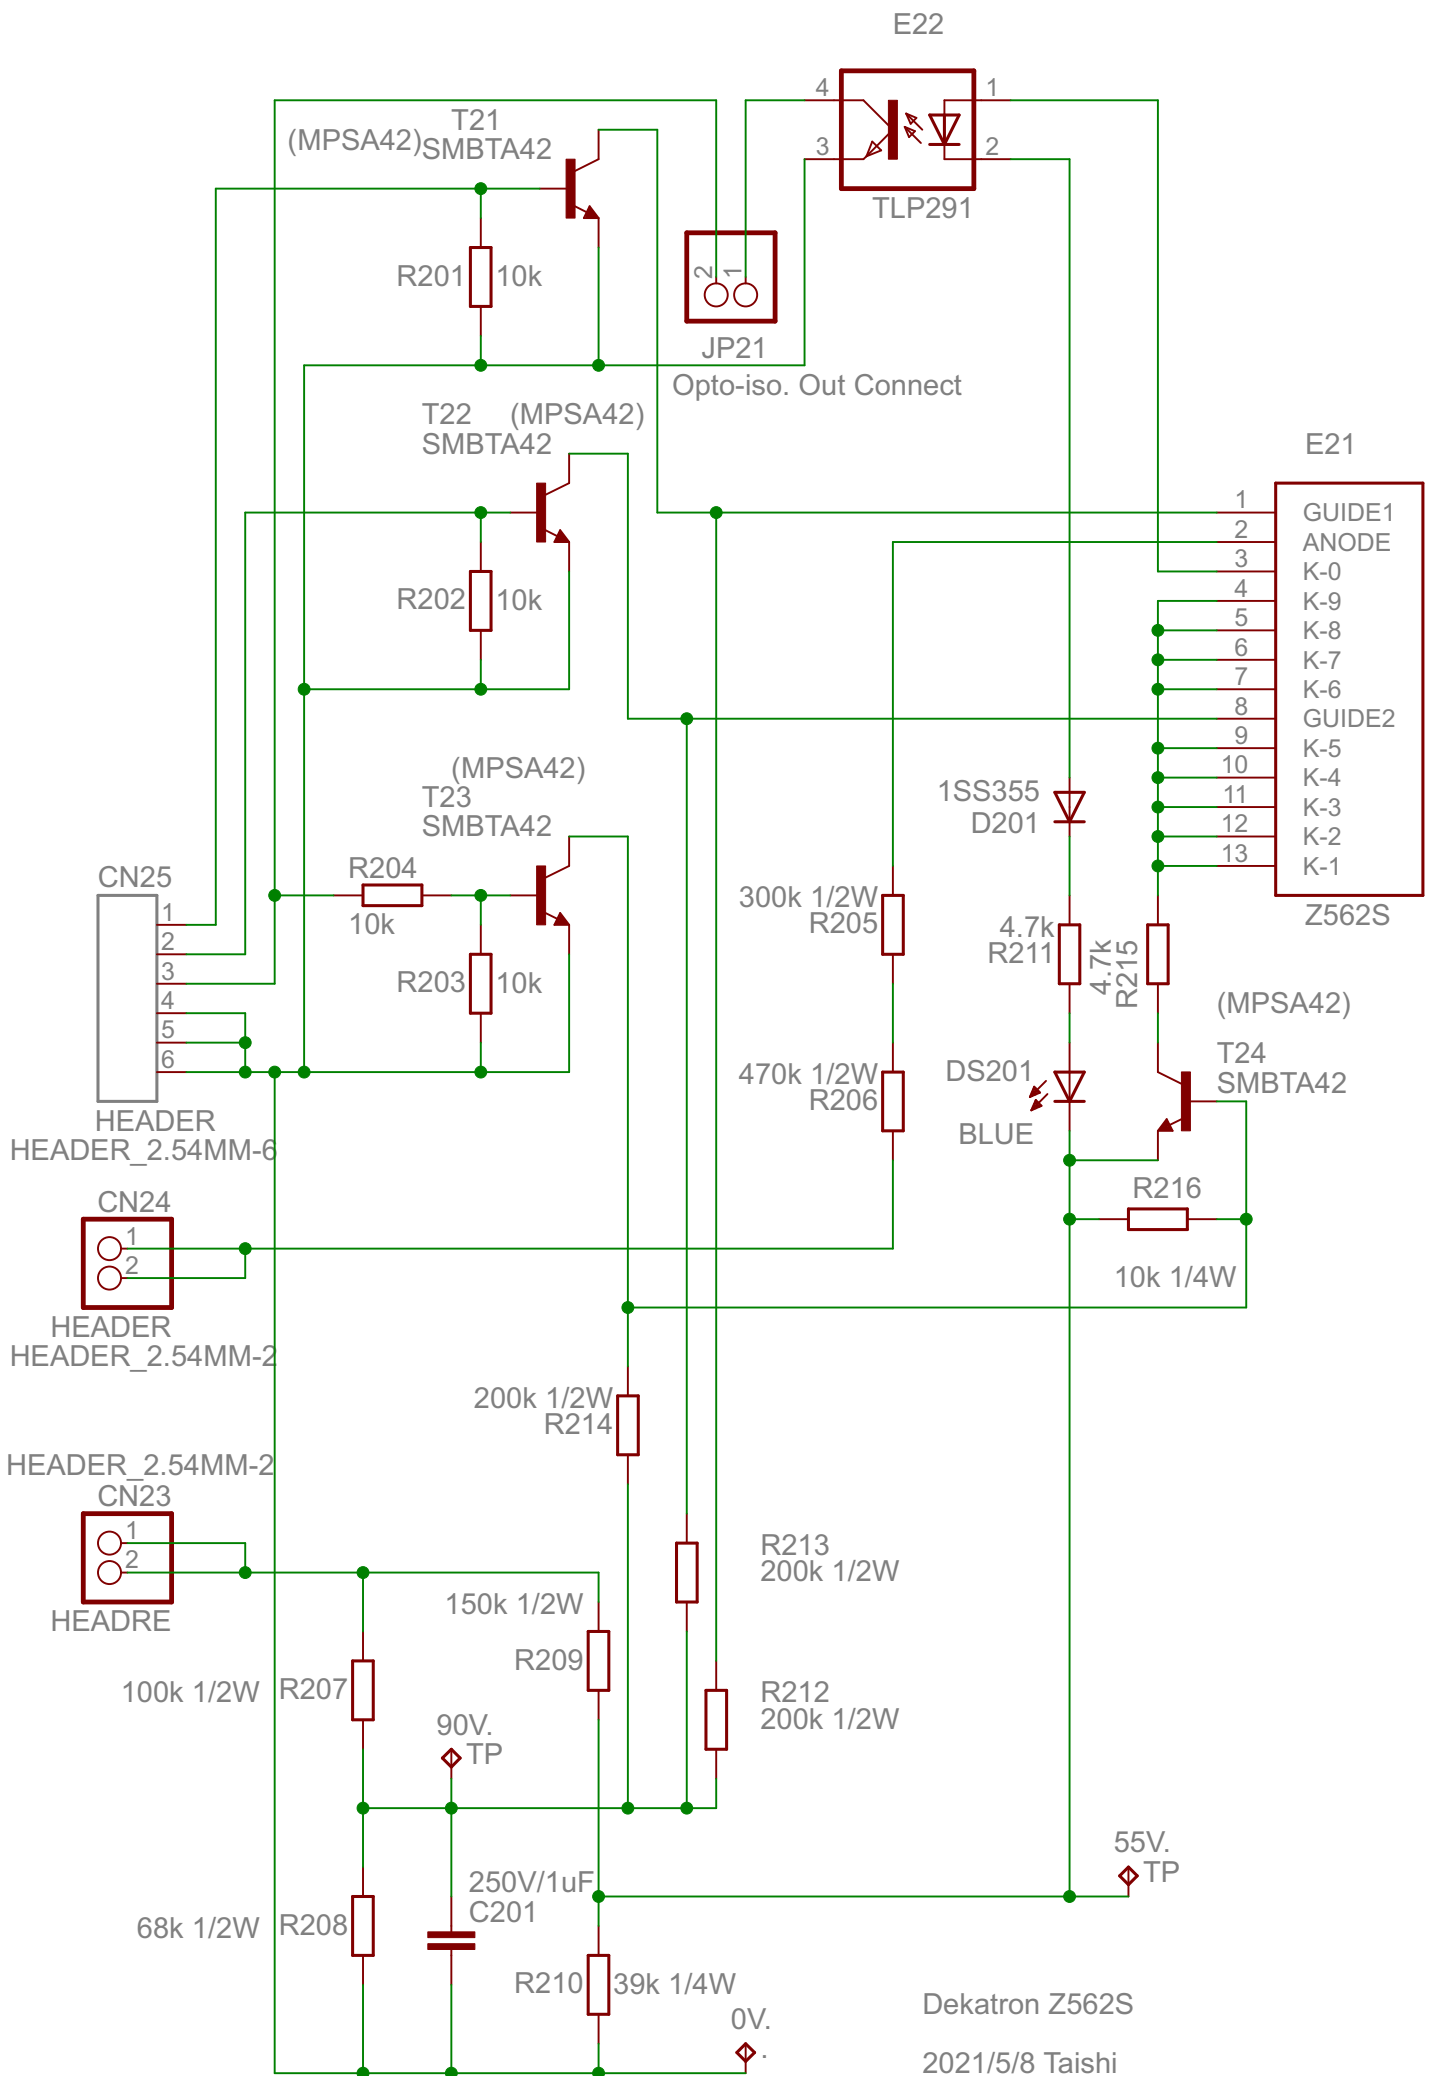 E22
4
1
3
2
TLP291
T21
(MPSA42)
SMBTA42
R201
10k
2
1
JP21
Opto-iso. Out Connect
T22
(MPSA42)
SMBTA42
R202
10k
E21
1
GUIDE1
2
ANODE
3
K-0
4
K-9
5
K-8
6
K-7
7
K-6
8
GUIDE2
9
K-5
10
K-4
11
K-3
12
K-2
13
K-1
Z562S
(MPSA42)
T23
SMBTA42
R204
10k
R203
10k
1SS355
D201
300k 1/2W
R205
4.7k
R211
4.7k
R215
CN25
1
2
3
4
5
6
HEADER
HEADER_2.54MM-6
470k 1/2W
R206
DS201
BLUE
(MPSA42)
T24
SMBTA42
R216
10k 1/4W
CN24
1
2
HEADER
HEADER_2.54MM-2
200k 1/2W
R214
HEADER_2.54MM-2
CN23
1
2
HEADRE
150k 1/2W
R209
R213
200k 1/2W
100k 1/2W
R207
R212
200k 1/2W
90V.
TP
55V.
TP
250V/1uF
C201
68k 1/2W
R208
R210
39k 1/4W
0V.
.
Dekatron Z562S
2021/5/8 Taishi